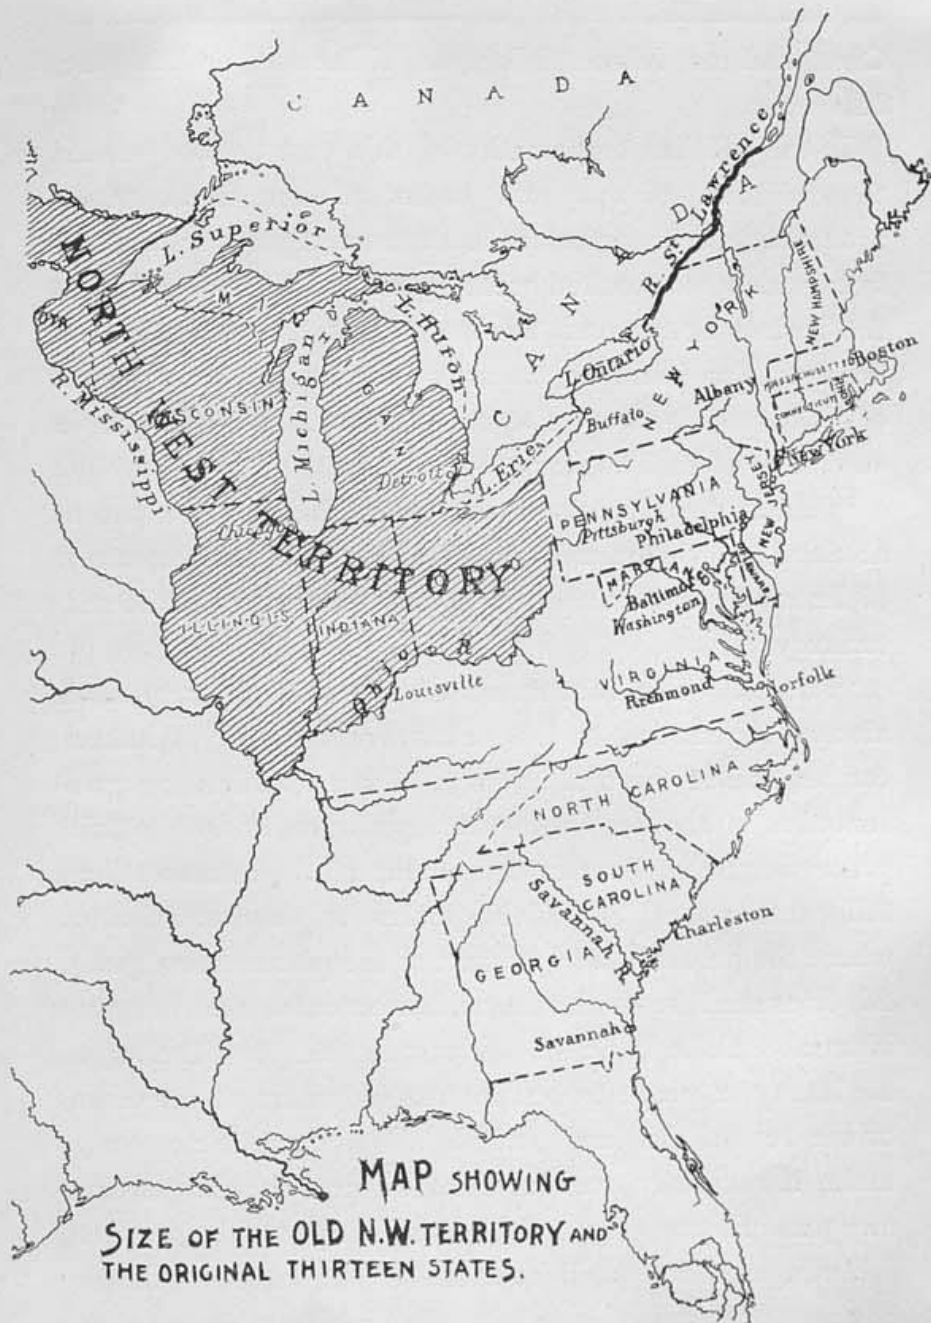 CANADA
CANADA
R. St Lawrence
L. Superior
NORTH WEST TERRITORY
R. Mississippi
MICHIGAN
WISCONSIN
L. Michigan
L. Huron
L. Ontario
L. Erie
Detroit
Buffalo
NEW YORK
Albany
NEW HAMPSHIRE
MASSACHUSETTS
Boston
CONNECTICUT
New York
NEW JERSEY
PENNSYLVANIA
Pittsburgh
Philadelphia
Chicago
ILLINOIS
INDIANA
Ohio R
Louisville
MARYLAND
Baltimore
Washington
VIRGINIA
Richmond
Norfolk
NORTH CAROLINA
SOUTH CAROLINA
Savannah R.
Charleston
GEORGIA
Savannah
MAP SHOWING
SIZE OF THE OLD N.W. TERRITORY AND
THE ORIGINAL THIRTEEN STATES.